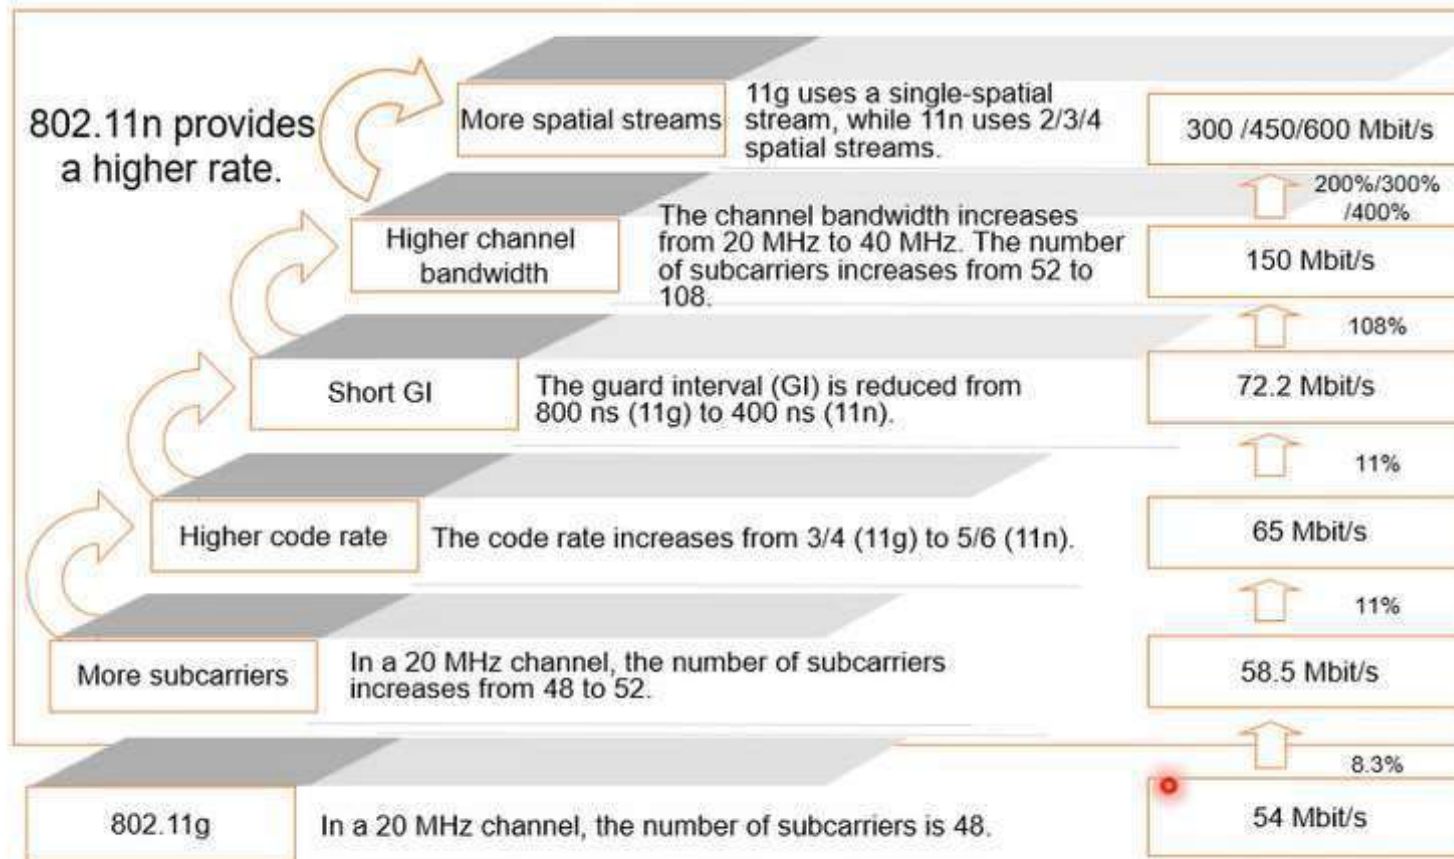 802.11n provides
a higher rate.
More spatial streams
11g uses a single-spatial
stream, while 11n uses 2/3/4
spatial streams.
300 /450/600 Mbit/s
200%/300%
/400%
Higher channel
bandwidth
The channel bandwidth increases
from 20 MHz to 40 MHz. The number
of subcarriers increases from 52 to
108.
150 Mbit/s
108%
Short GI
The guard interval (GI) is reduced from
800 ns (11g) to 400 ns (11n).
72.2 Mbit/s
11%
Higher code rate
The code rate increases from 3/4 (11g) to 5/6 (11n).
65 Mbit/s
11%
More subcarriers
In a 20 MHz channel, the number of subcarriers
increases from 48 to 52.
58.5 Mbit/s
8.3%
802.11g
In a 20 MHz channel, the number of subcarriers is 48.
54 Mbit/s